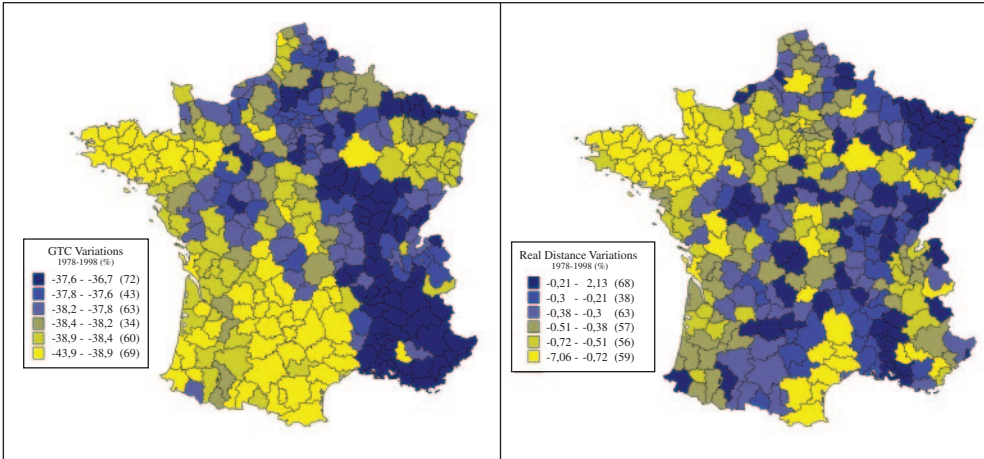 GTC Variations
1978-1998 (%)
-37,6 - -36,7 (72)
-37,8 - -37,6 (43)
-38,2 - -37,8 (63)
-38,4 - -38,2 (34)
-38,9 - -38,4 (60)
-43,9 - -38,9 (69)
Real Distance Variations
1978-1998 (%)
-0,21 - 2,13 (68)
-0,3 - -0,21 (38)
-0,38 - -0,3 (63)
-0.51 - -0,38 (57)
-0,72 - -0,51 (56)
-7,06 - -0,72 (59)